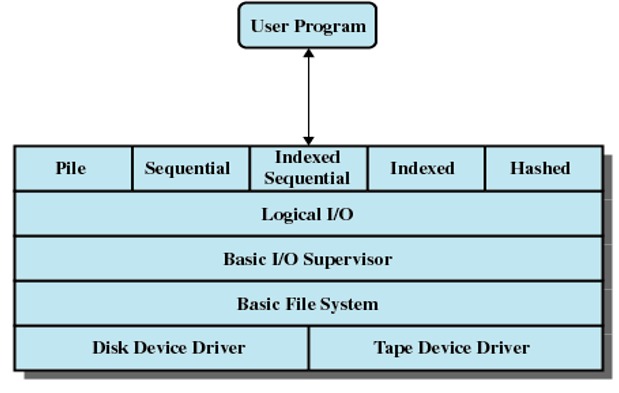 User Program
Pile
Sequential
Indexed
Sequential
Indexed
Hashed
Logical I/O
Basic I/O Supervisor
Basic File System
Disk Device Driver
Tape Device Driver